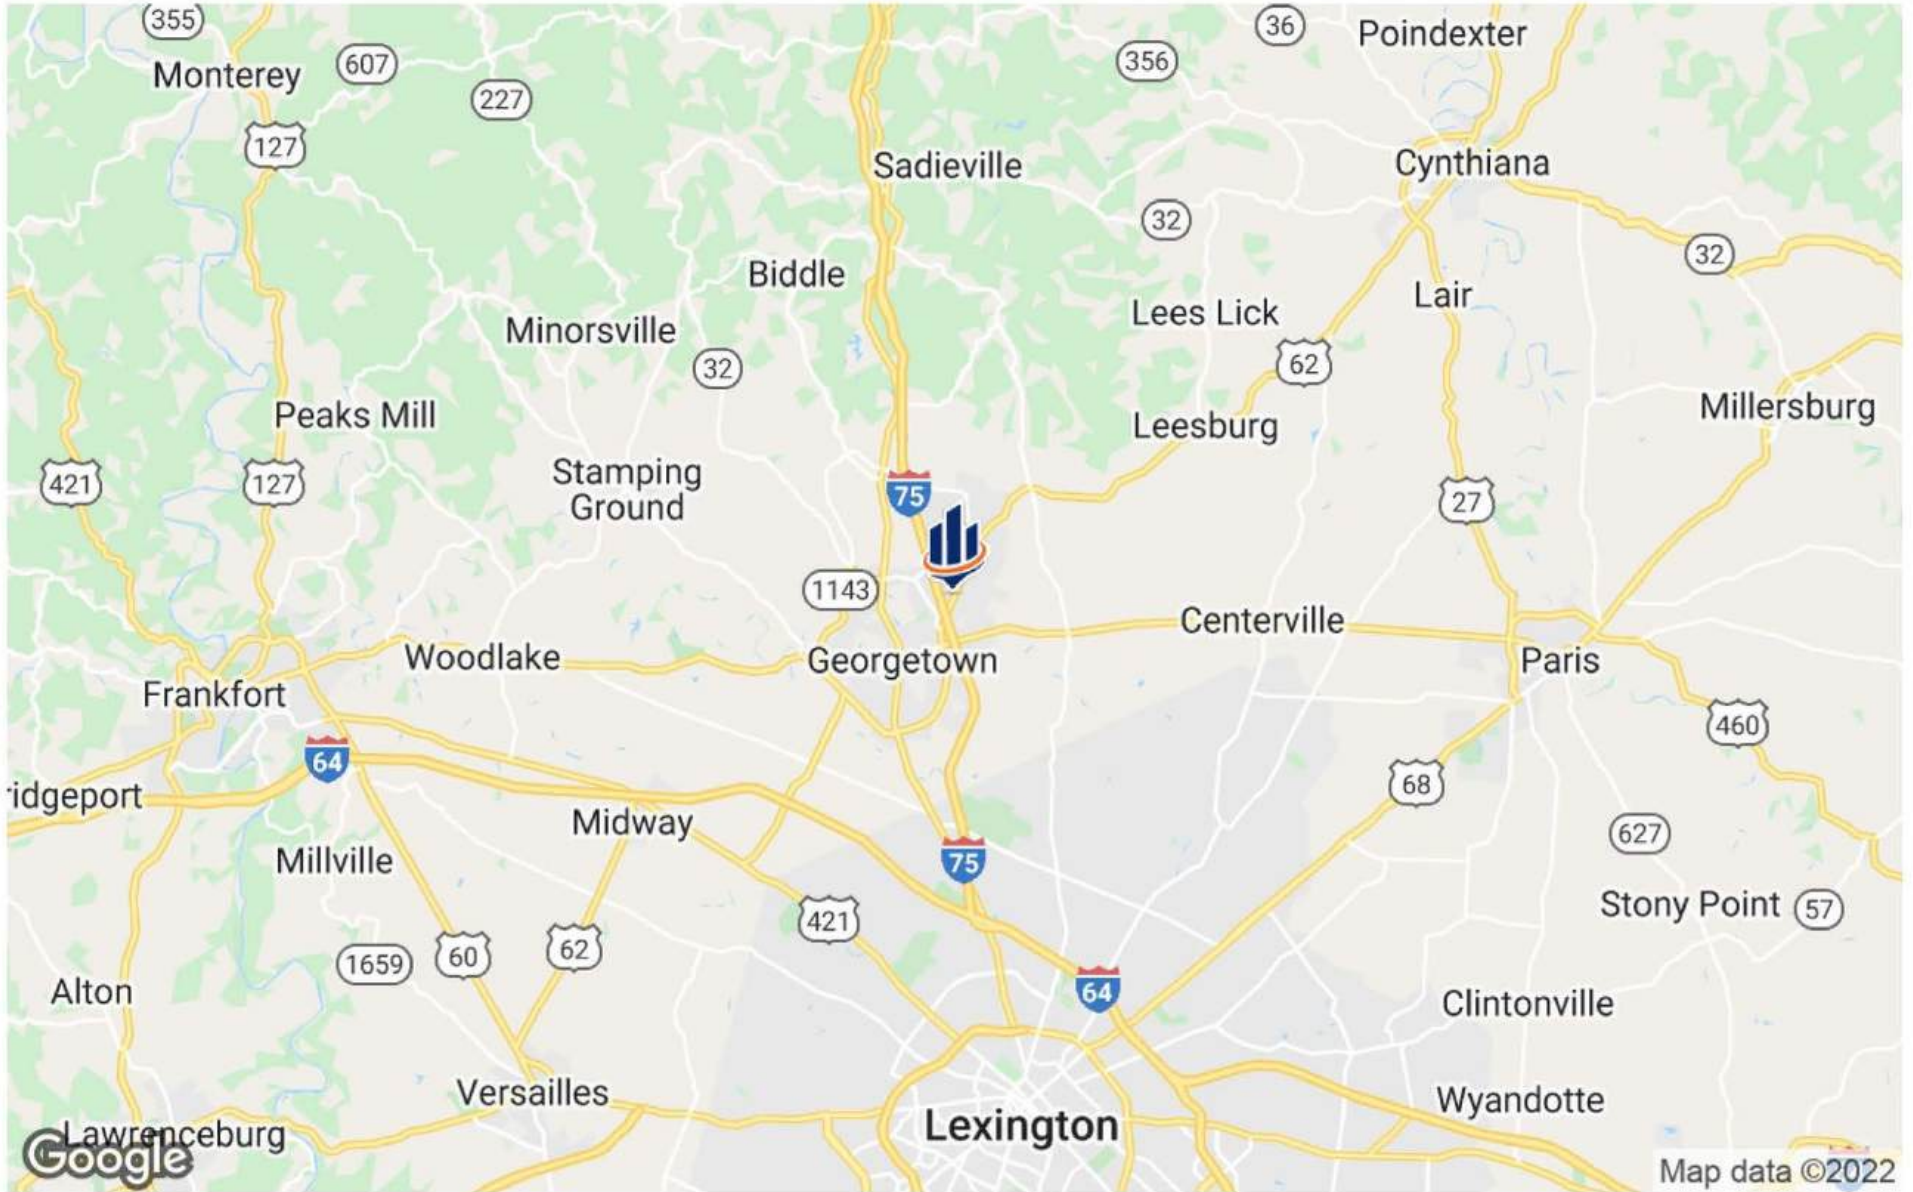 355
36
Poindexter
Monterey
607
356
227
127
Sadieville
Cynthiana
32
32
Biddle
Lees Lick
Lair
Minorsville
32
62
Peaks Mill
Leesburg
Millersburg
421
127
Stamping
Ground
75
27
1143
Centerville
Woodlake
Georgetown
Paris
Frankfort
460
64
68
ridgeport
Midway
627
Millville
75
Stony Point
57
421
1659
60
62
Alton
64
Clintonville
Versailles
Wyandotte
Lexington
Lawrenceburg
Google
Map data ©2022